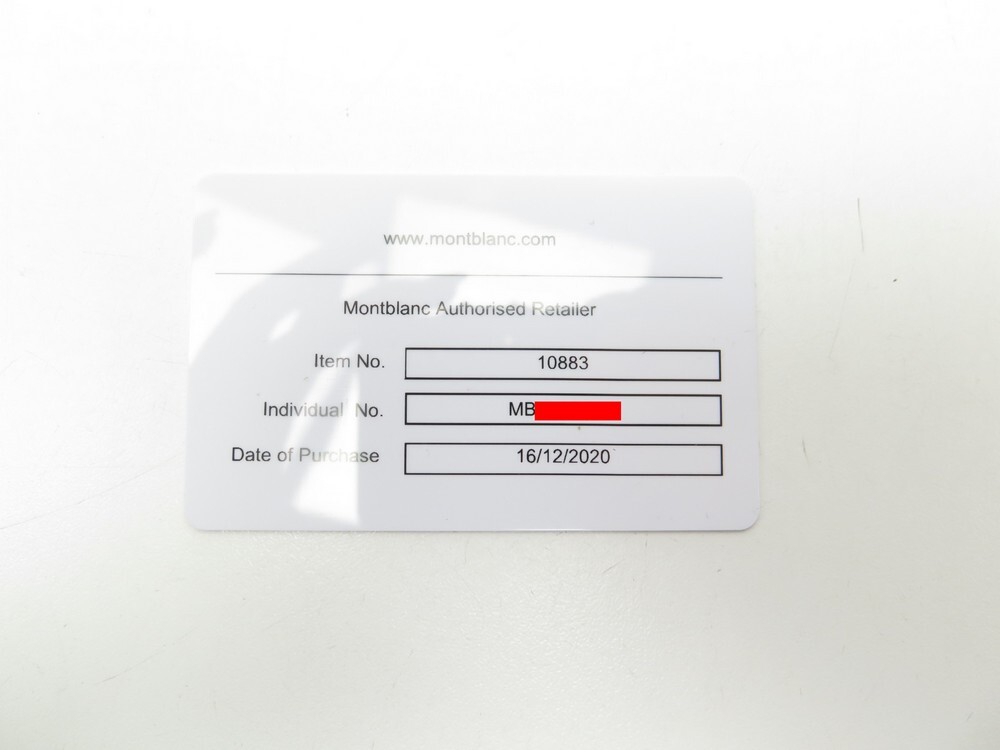 www.montblanc.com
Montblanc Authorised Retailer
Item No. 10883
Individual No. MB
Date of Purchase 16/12/2020